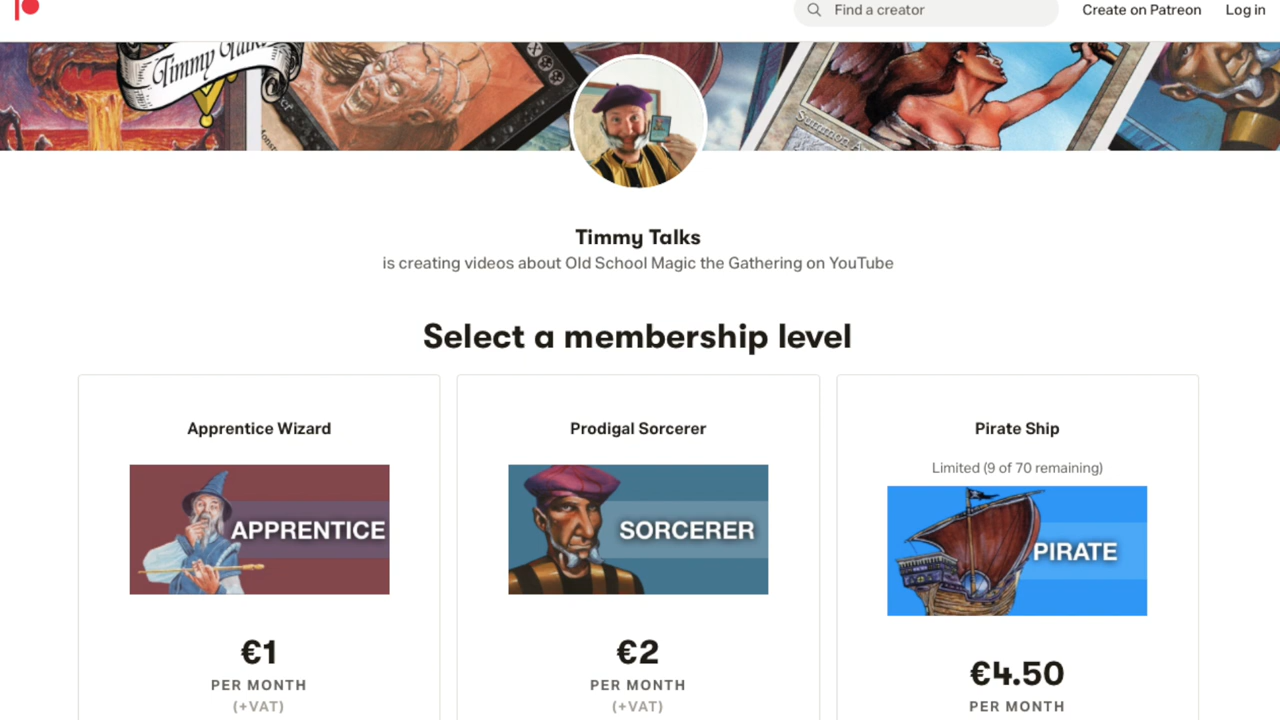 Find a creator
Create on Patreon
Log in
Timmy Talks
Summon A
Timmy Talks
is creating videos about Old School Magic the Gathering on YouTube
Select a membership level
Apprentice Wizard
Prodigal Sorcerer
Pirate Ship
Limited (9 of 70 remaining)
APPRENTICE
SORCERER
PIRATE
€1
PER MONTH
(+VAT)
€2
PER MONTH
(+VAT)
€4.50
PER MONTH